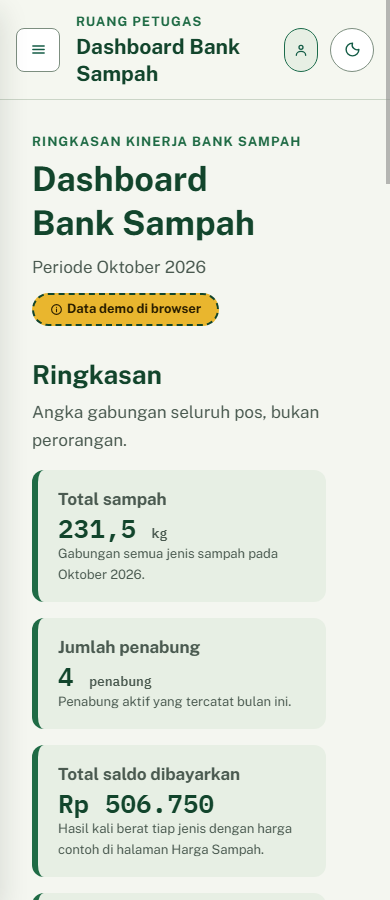 RUANG PETUGAS
Dashboard Bank
Sampah
RINGKASAN KINERJA BANK SAMPAH
Dashboard
Bank Sampah
Periode Oktober 2026
Data demo di browser
Ringkasan
Angka gabungan seluruh pos, bukan
perorangan.
Total sampah
231,5 kg
Gabungan semua jenis sampah pada
Oktober 2026.
Jumlah penabung
4 penabung
Penabung aktif yang tercatat bulan ini.
Total saldo dibayarkan
Rp 506.750
Hasil kali berat tiap jenis dengan harga
contoh di halaman Harga Sampah.